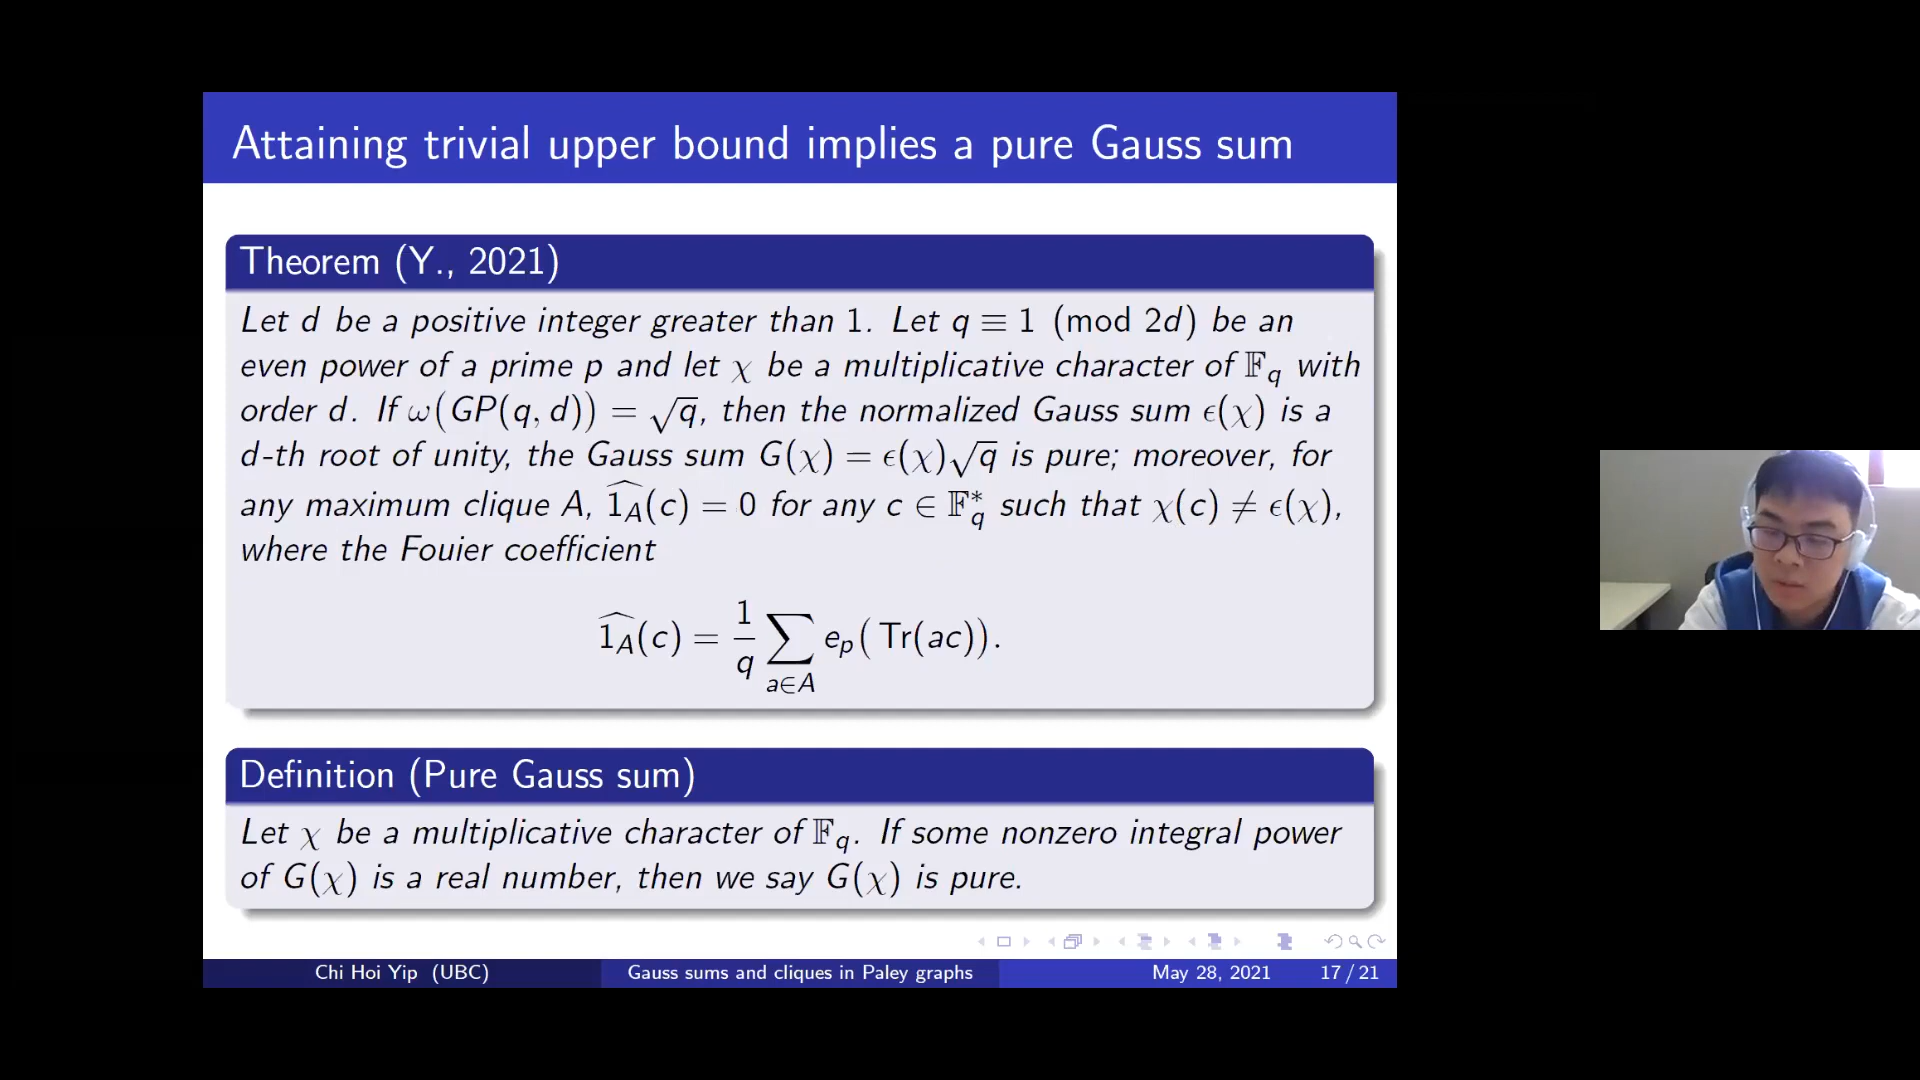 Attaining trivial upper bound implies a pure Gauss sum
Theorem (Y., 2021)
Let d be a positive integer greater than 1. Let q ≡ 1 (mod 2d) be an
even power of a prime p and let χ be a multiplicative character of 𝔽_q with
order d. If ω(GP(q, d)) = √q, then the normalized Gauss sum ϵ(χ) is a
d-th root of unity, the Gauss sum G(χ) = ϵ(χ)√q is pure; moreover, for
any maximum clique A, \widehat{1_A}(c) = 0 for any c ∈ 𝔽_q^* such that χ(c) ≠ ϵ(χ),
where the Fouier coefficient
\widehat{1_A}(c) = \frac{1}{q} \sum_{a∈A} e_p(Tr(ac)).
Definition (Pure Gauss sum)
Let χ be a multiplicative character of 𝔽_q. If some nonzero integral power
of G(χ) is a real number, then we say G(χ) is pure.
Chi Hoi Yip (UBC) Gauss sums and cliques in Paley graphs May 28, 2021 17 / 21